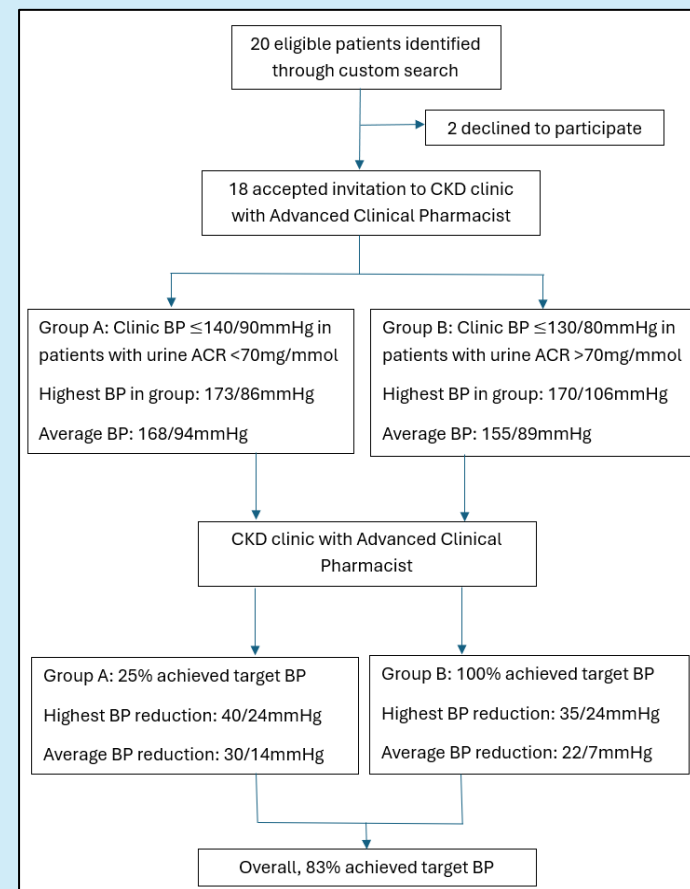 20 eligible patients identified
through custom search
2 declined to participate
18 accepted invitation to CKD clinic
with Advanced Clinical Pharmacist
Group A: Clinic BP ≤140/90mmHg in
patients with urine ACR <70mg/mmol
Highest BP in group: 173/86mmHg
Average BP: 168/94mmHg
Group B: Clinic BP ≤130/80mmHg in
patients with urine ACR >70mg/mmol
Highest BP in group: 170/106mmHg
Average BP: 155/89mmHg
CKD clinic with Advanced Clinical
Pharmacist
Group A: 25% achieved target BP
Highest BP reduction: 40/24mmHg
Average BP reduction: 30/14mmHg
Group B: 100% achieved target BP
Highest BP reduction: 35/24mmHg
Average BP reduction: 22/7mmHg
Overall, 83% achieved target BP